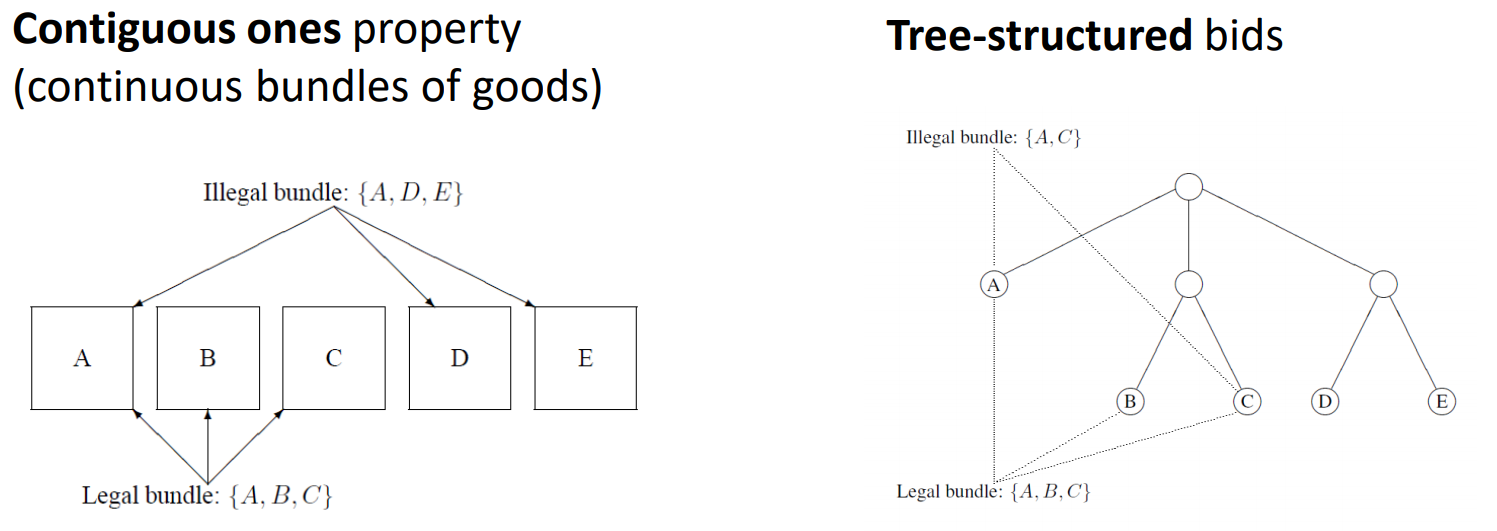 Contiguous ones property
(continuous bundles of goods)
Illegal bundle: {A, D, E}
A B C D E
Legal bundle: {A, B, C}
Tree-structured bids
Illegal bundle: {A, C}
A
B C D E
Legal bundle: {A, B, C}